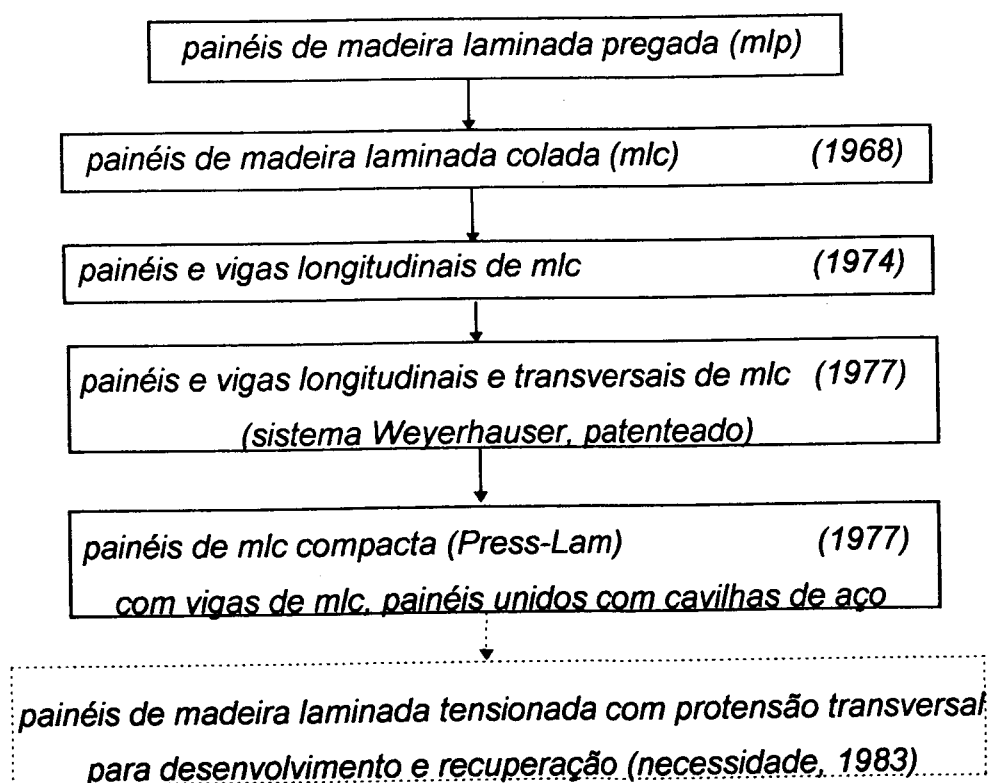 painéis de madeira laminada pregada (mlp)
painéis de madeira laminada colada (mlc) (1968)
painéis e vigas longitudinais de mlc (1974)
painéis e vigas longitudinais e transversais de mlc (1977)
(sistema Weyerhauser, patenteado)
painéis de mlc compacta (Press-Lam) (1977)
com vigas de mlc, painéis unidos com cavilhas de aço
painéis de madeira laminada tensionada com protensão transversal
para desenvolvimento e recuperação (necessidade, 1983)